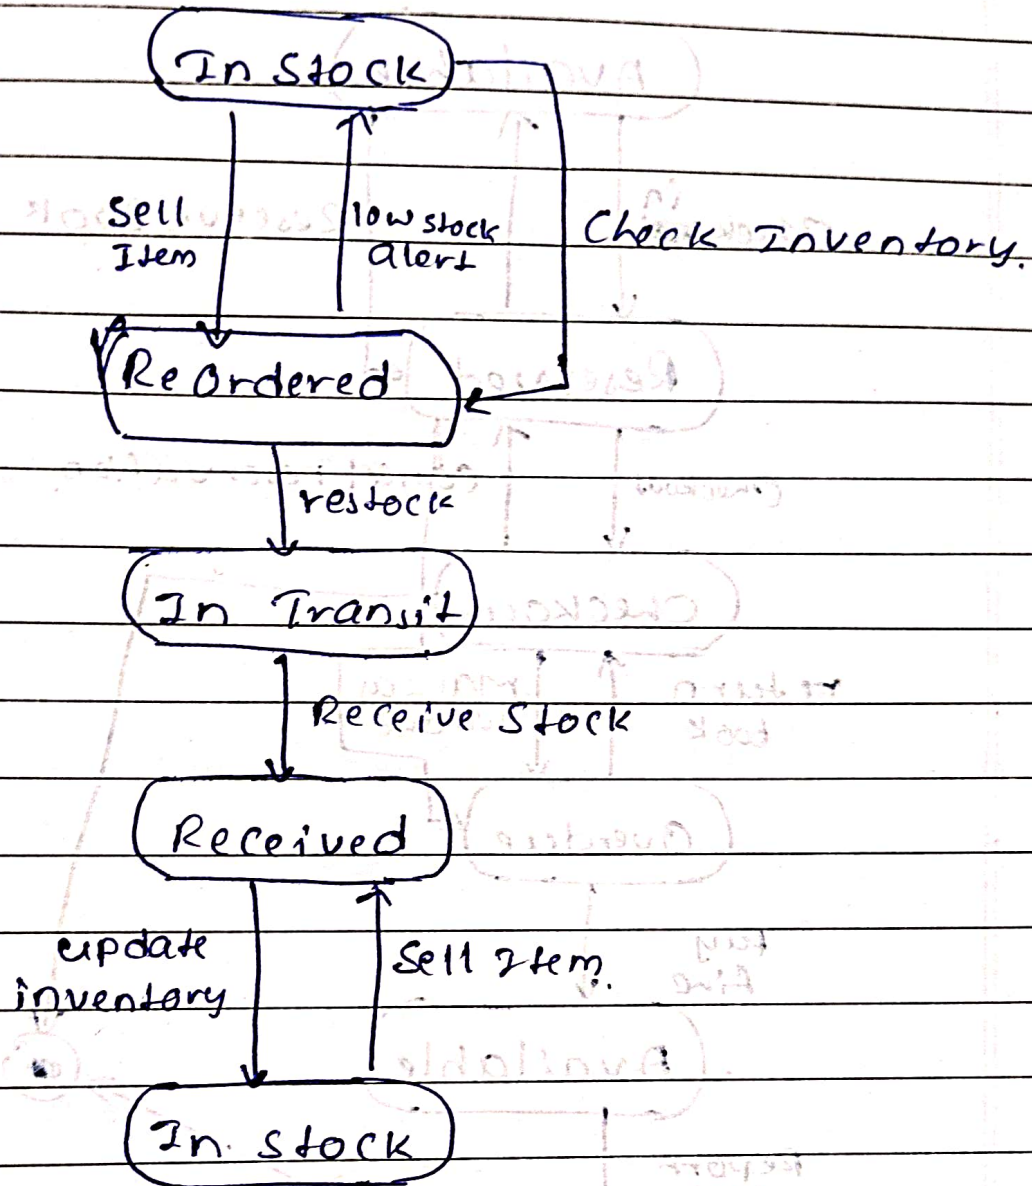 In Stock
Sell
Item
low stock
alert
Check Inventory.
ReOrdered
restock
In Transit
Receive Stock
Received
update
inventory
Sell Item.
In. Stock